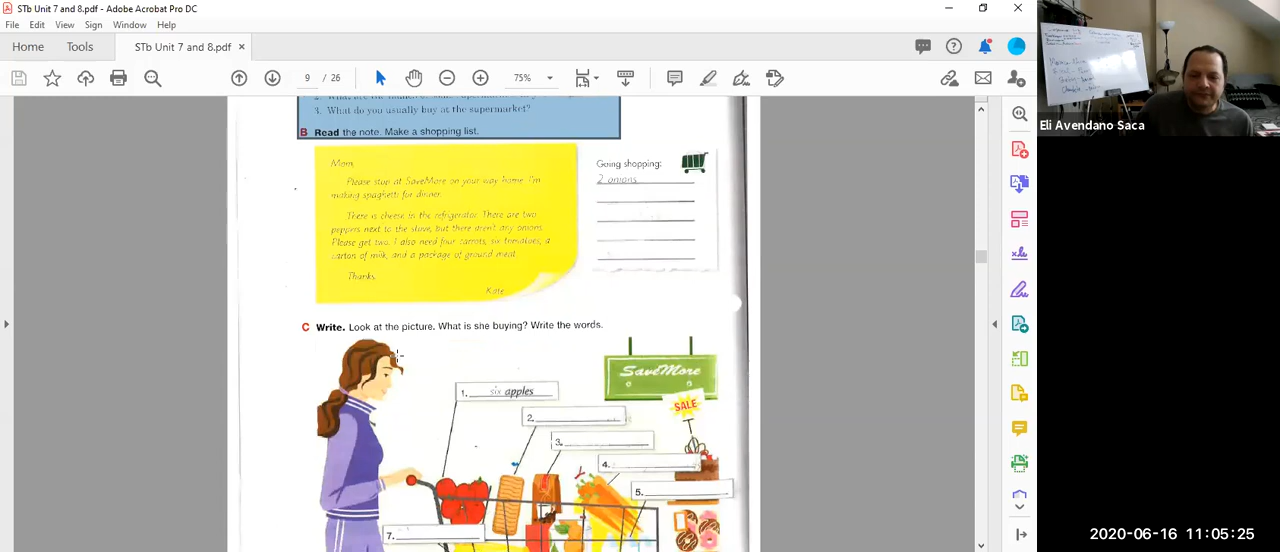 STb Unit 7 and 8.pdf - Adobe Acrobat Pro DC
File Edit View Sign Window Help
Home Tools STb Unit 7 and 8.pdf
9 / 26 75%
3. What do you usually buy at the supermarket?
B Read the note. Make a shopping list.
Mom,
Please stop at SaveMore on your way home. I'm
making spaghetti for dinner.
There is cheese in the refrigerator. There are two
peppers next to the stove, but there aren't any onions.
Please get two. I also need four carrots, six tomatoes, a
carton of milk, and a package of ground meat.
Thanks.
Kate
Going shopping:
2 onions
C Write. Look at the picture. What is she buying? Write the words.
SaveMore
SALE
1. six apples
2.
3.
4.
5.
7.
Eli Avendano Saca
2020-06-16 11:05:25